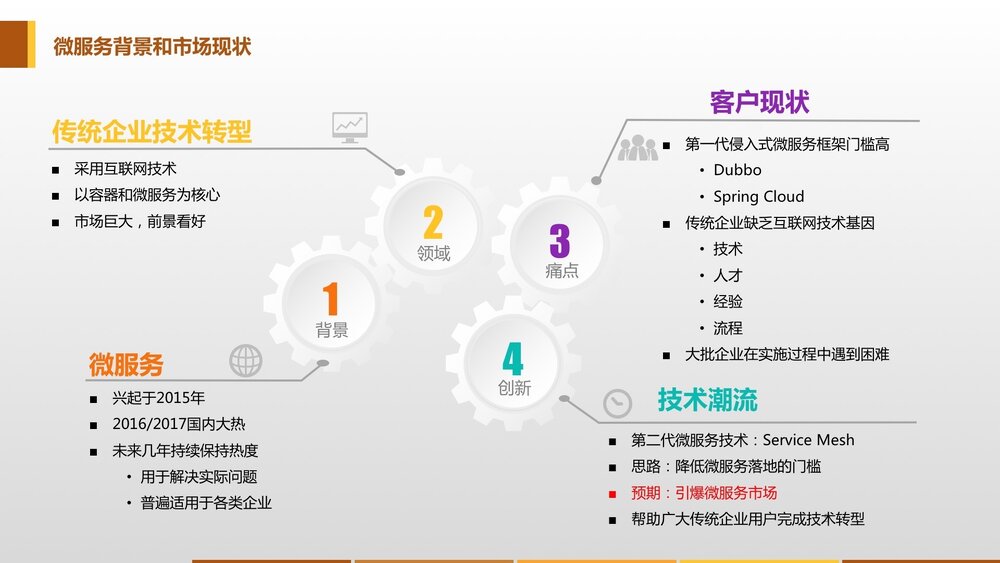 微服务背景和市场现状
传统企业技术转型
采用互联网技术
以容器和微服务为核心
市场巨大，前景看好
1
背景
2
领域
3
痛点
4
创新
微服务
兴起于2015年
2016/2017国内大热
未来几年持续保持热度
用于解决实际问题
普遍适用于各类企业
客户现状
第一代侵入式微服务框架门槛高
Dubbo
Spring Cloud
传统企业缺乏互联网技术基因
技术
人才
经验
流程
大批企业在实施过程中遇到困难
技术潮流
第二代微服务技术：Service Mesh
思路：降低微服务落地的门槛
预期：引爆微服务市场
帮助广大传统企业用户完成技术转型